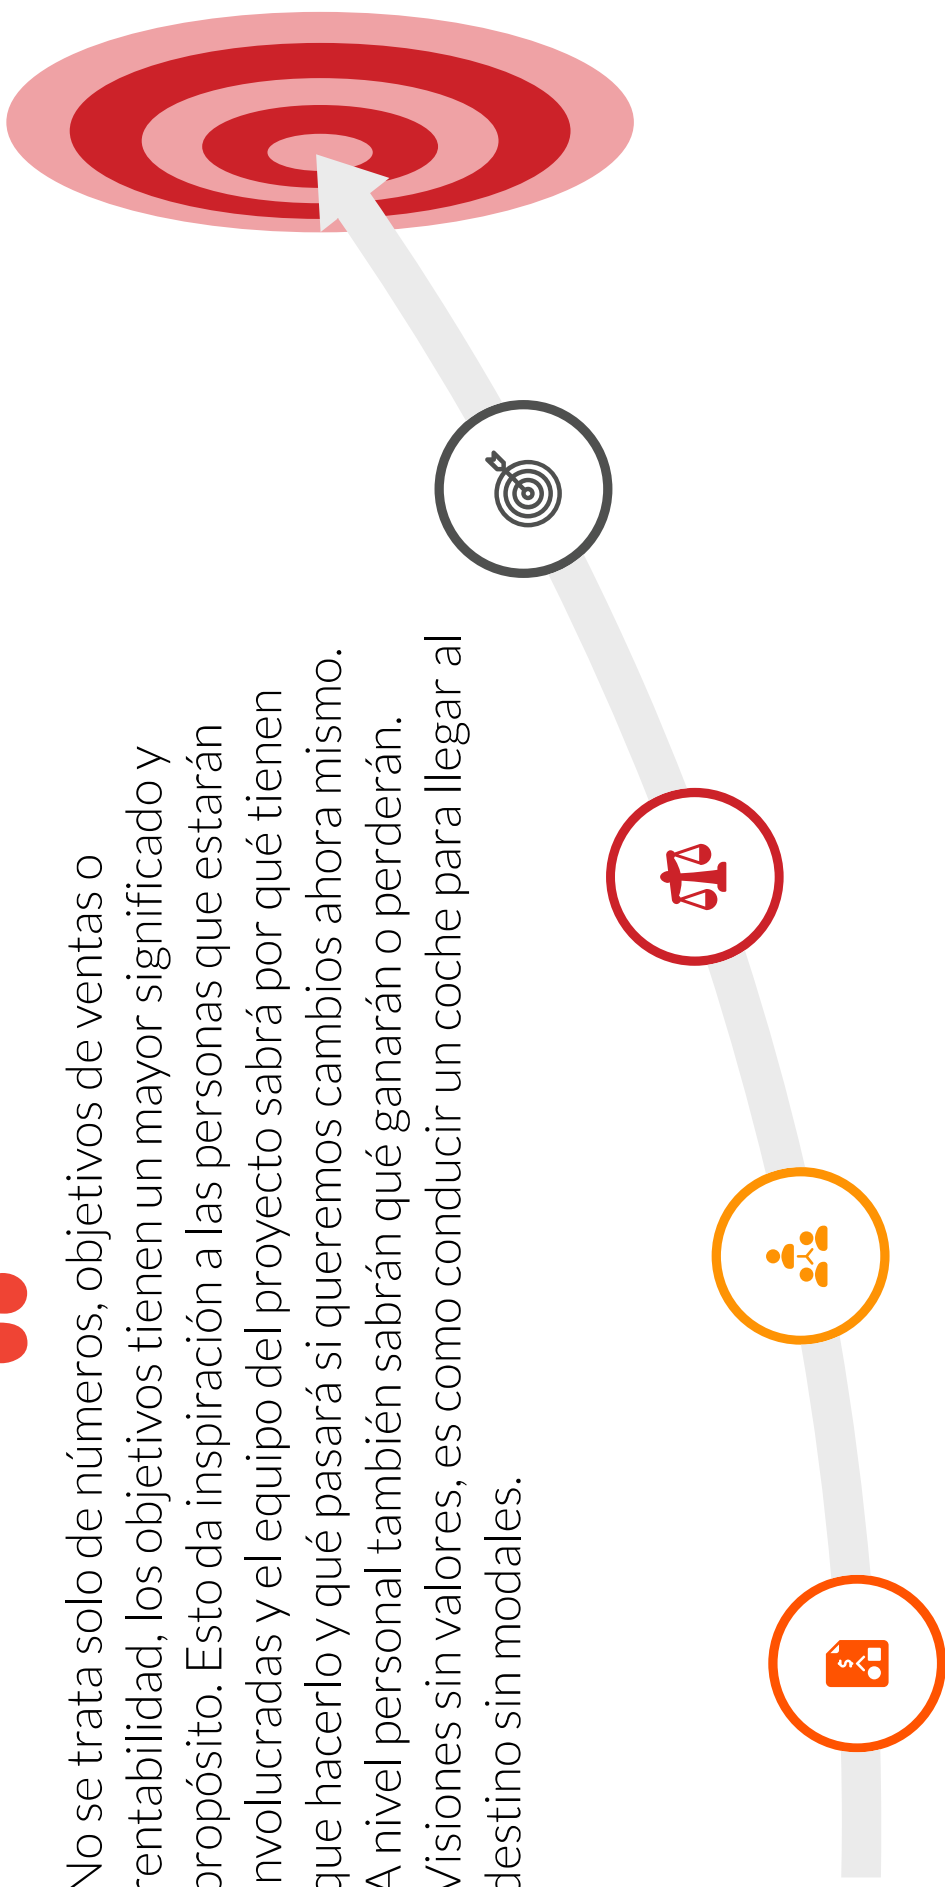 No se trata solo de números, objetivos de ventas o
rentabilidad, los objetivos tienen un mayor significado y
propósito. Esto da inspiración a las personas que estarán
nvolucradas y el equipo del proyecto sabrá por qué tienen
que hacerlo y qué pasará si queremos cambios ahora mismo.
A nivel personal también sabrán qué ganarán o perderán.
Visiones sin valores, es como conducir un coche para llegar al
destino sin modales.